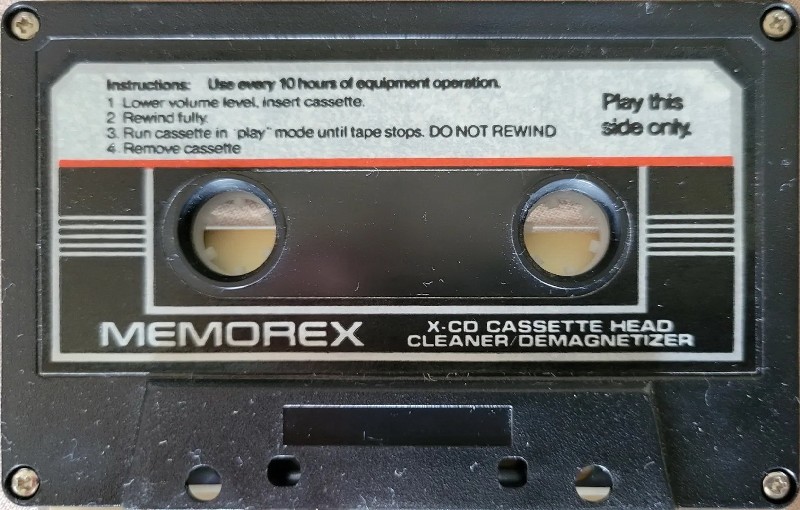 Instructions: Use every 10 hours of equipment operation.
1 Lower volume level, insert cassette.
2 Rewind fully.
3. Run cassette in "play" mode until tape stops. DO NOT REWIND
4. Remove cassette
Play this
side only.
MEMOREX
X-CD CASSETTE HEAD
CLEANER/DEMAGNETIZER